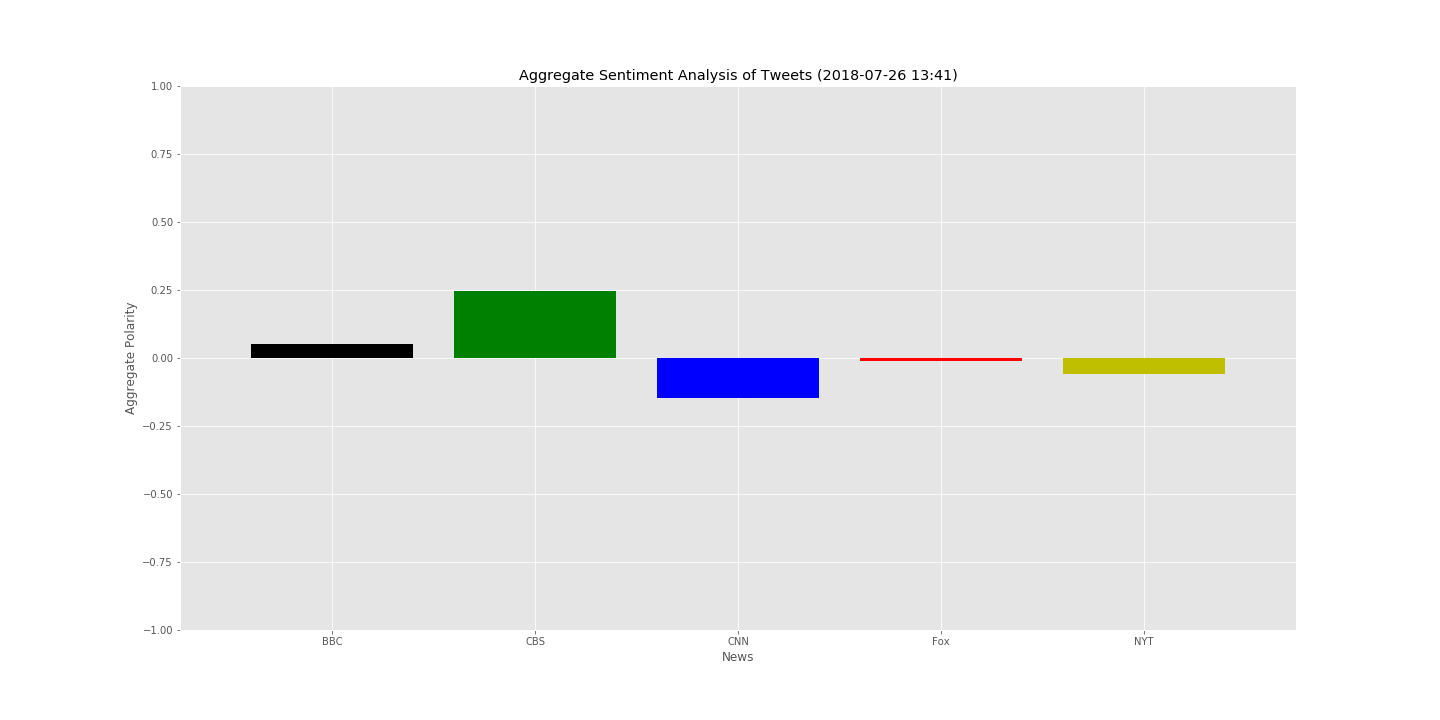 Aggregate Sentiment Analysis of Tweets (2018-07-26 13:41)
1.00
0.75
0.50
0.25
0.00
−0.25
−0.50
−0.75
−1.00
Aggregate Polarity
BBC CBS CNN Fox NYT
News